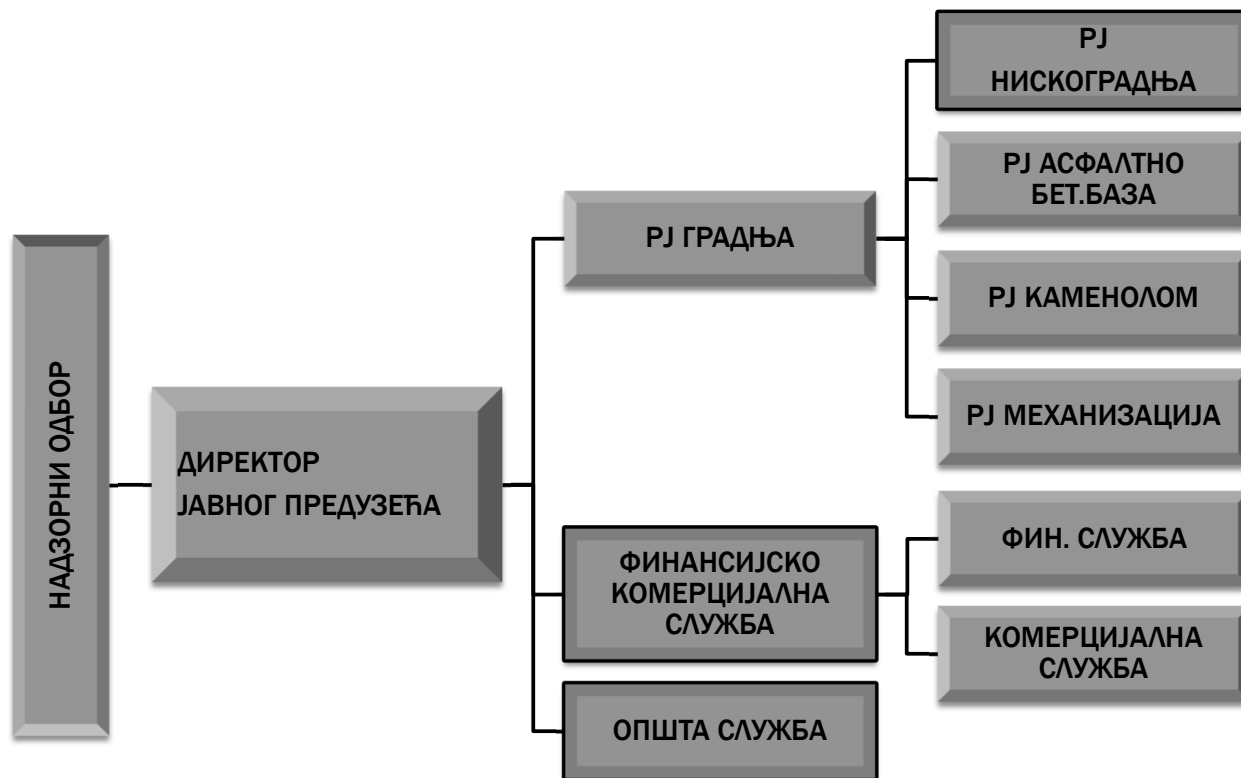 НАДЗОРНИ ОДБОР
ДИРЕКТОР
ЈАВНОГ ПРЕДУЗЕЋА
РЈ ГРАДЊА
РЈ
НИСКОГРАДЊА
РЈ АСФАЛТНО
БЕТ.БАЗА
РЈ КАМЕНОЛОМ
РЈ МЕХАНИЗАЦИЈА
ФИНАНСИЈСКО
КОМЕРЦИЈАЛНА
СЛУЖБА
ФИН. СЛУЖБА
КОМЕРЦИЈАЛНА
СЛУЖБА
ОПШТА СЛУЖБА